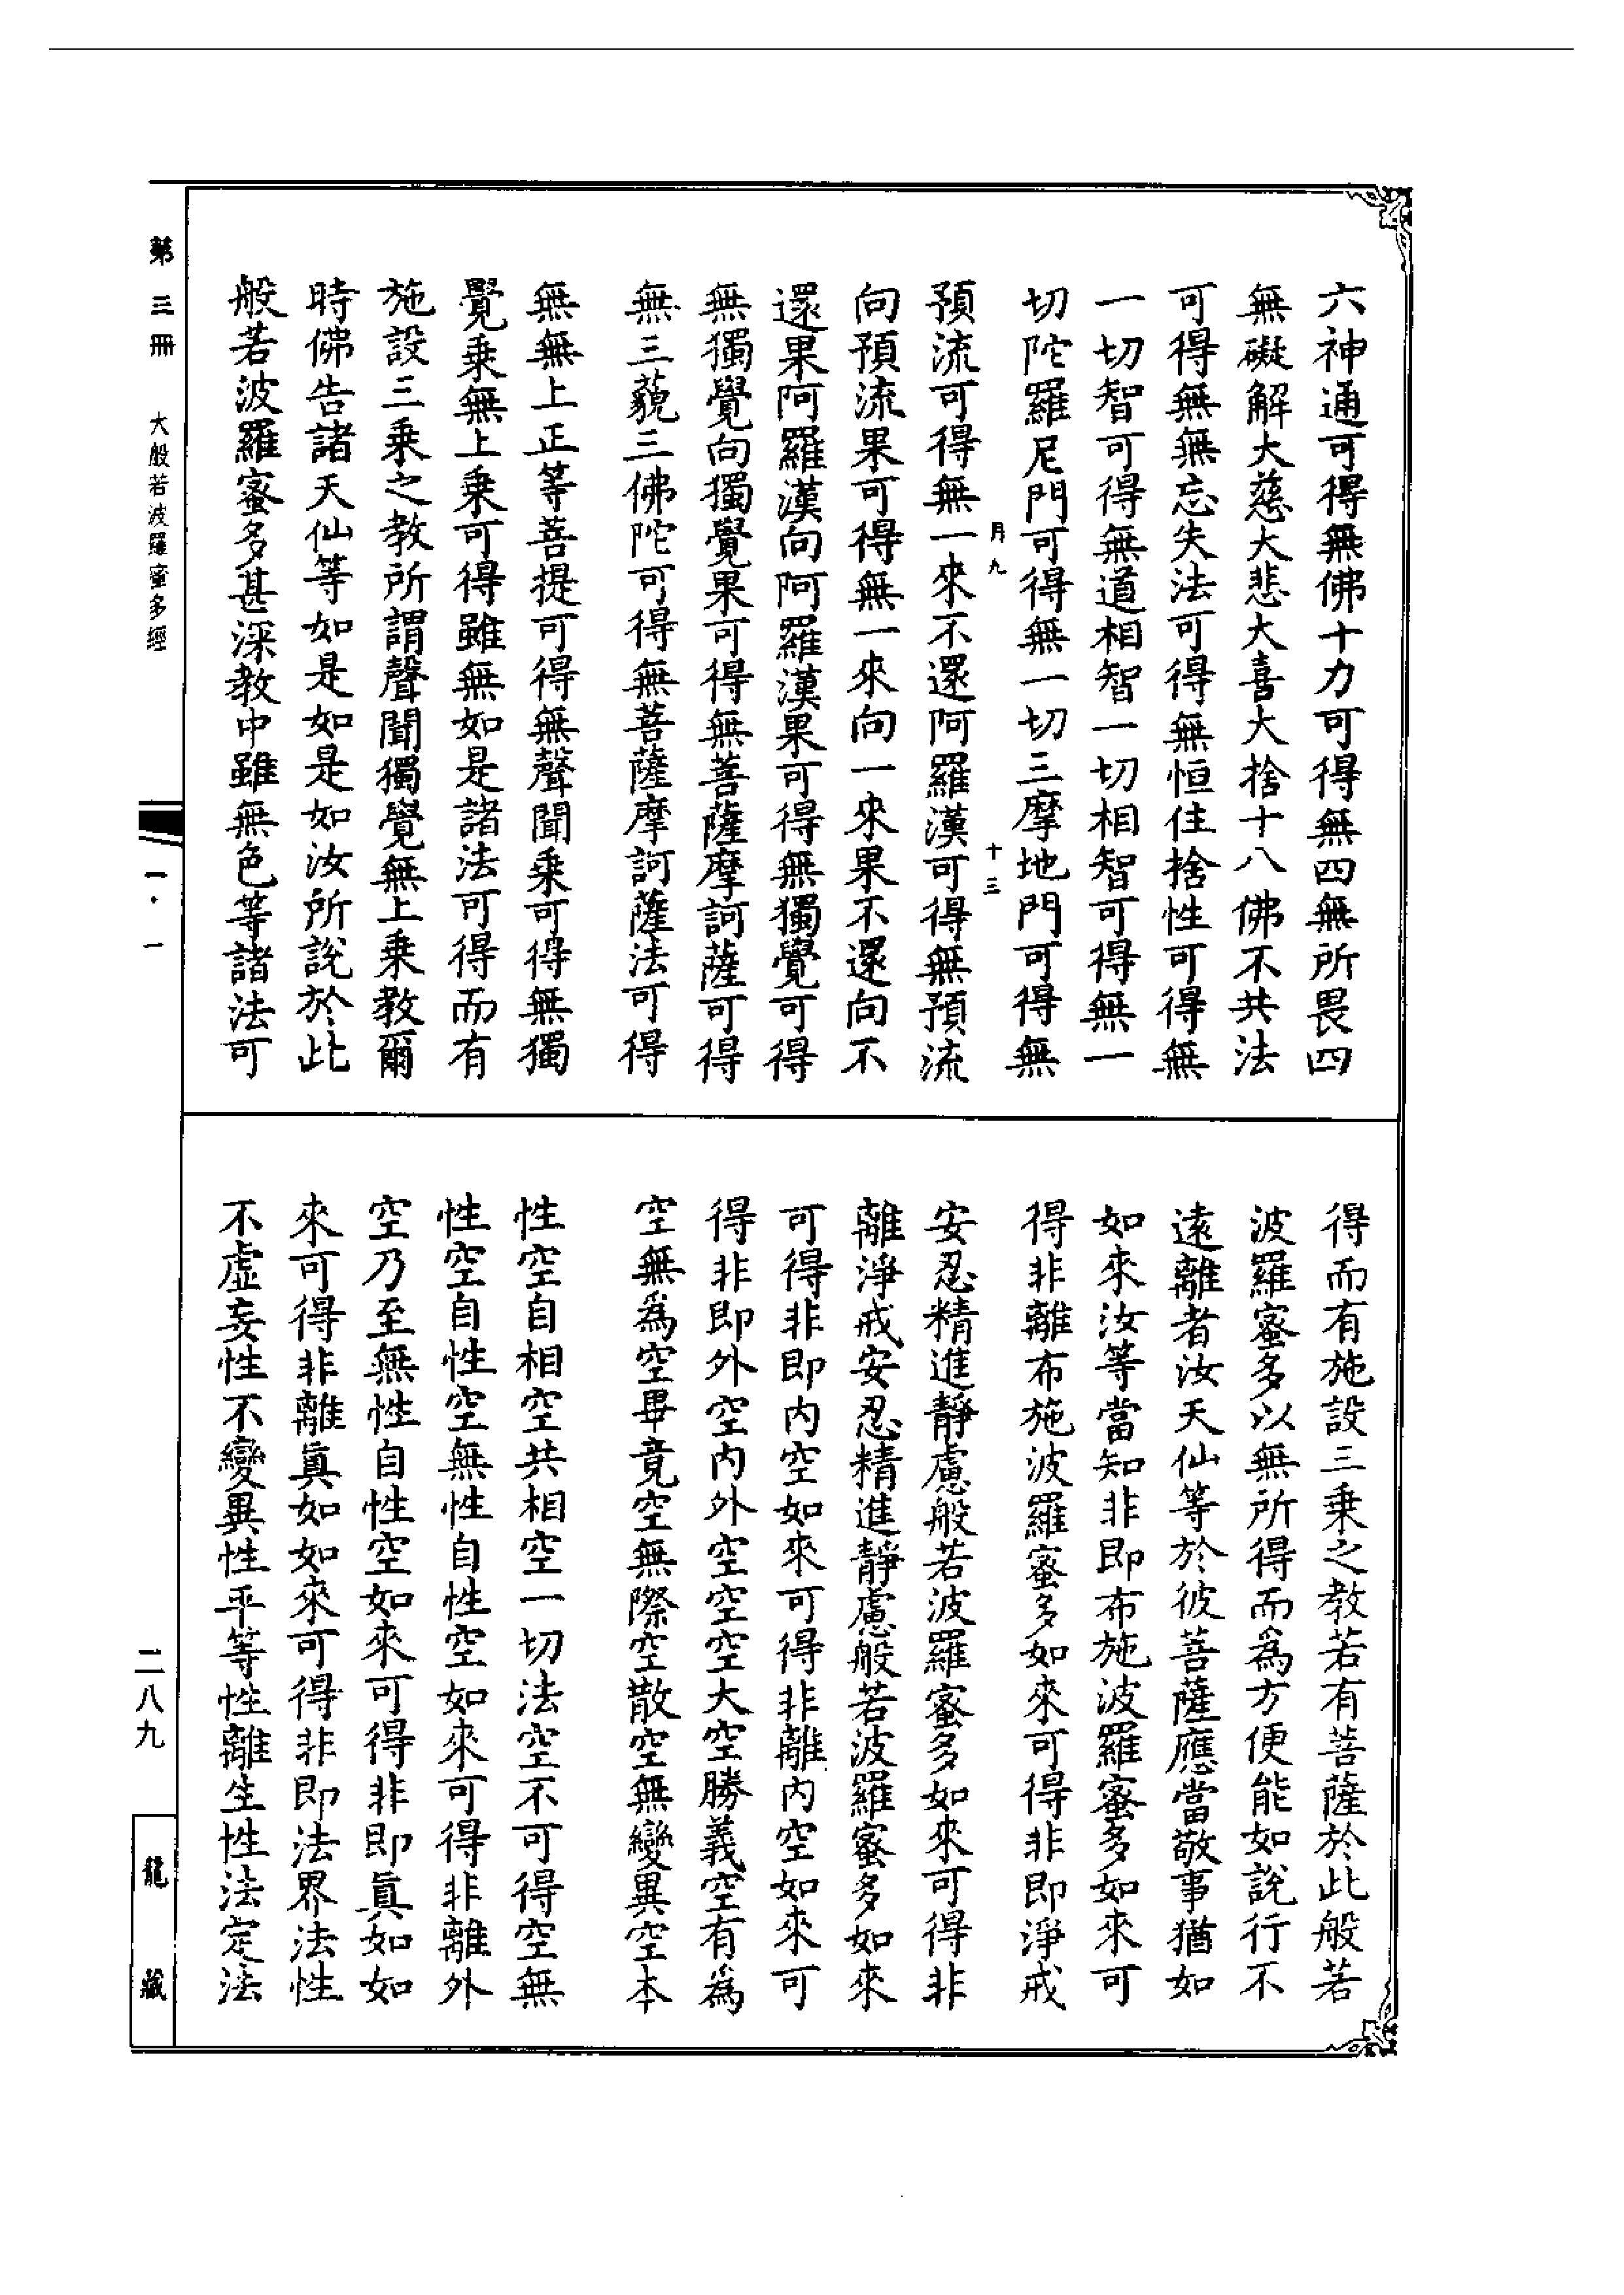 六神通可得無佛十力可得無四無所畏四
無礙解大慈大悲大喜大捨十八佛不共法
可得無無忘失法可得無恒住捨性可得無
一切智可得無道相智一切相智可得無一
切陀羅尼門可得無一切三摩地門可得無
月九 十三
預流可得無一來不還阿羅漢可得無預流
向預流果可得無一來向一來果不還向不
還果阿羅漢向阿羅漢果可得無獨覺可得
無獨覺向獨覺果可得無菩薩摩訶薩可得
無三藐三佛陀可得無菩薩摩訶薩法可得
無無上正等菩提可得無聲聞乘可得無獨
覺乘無上乘可得雖無如是諸法可得而有
施設三乘之教所謂聲聞獨覺無上乘教爾
時佛告諸天仙等如是如是如汝所說於此
般若波羅蜜多甚深教中雖無色等諸法可
得而有施設三乘之教若有菩薩於此般若
波羅蜜多以無所得而為方便能如說行不
遠離者汝天仙等於彼菩薩應當敬事猶如
如來汝等當知非即布施波羅蜜多如來可
得非離布施波羅蜜多如來可得非即淨戒
安忍精進靜慮般若波羅蜜多如來可得非
離淨戒安忍精進靜慮般若波羅蜜多如來
可得非即內空如來可得非離內空如來可
得非即外空內外空空空大空勝義空有為
空無為空畢竟空無際空散空無變異空本
性空自相空共相空一切法空不可得空無
性空自性空無性自性空如來可得非離外
空乃至無性自性空如來可得非即真如如
來可得非離真如如來可得非即法界法性
不虛妄性不變異性平等性離生性法定法
第三冊 大般若波羅蜜多經 一·一
二八九
龍藏